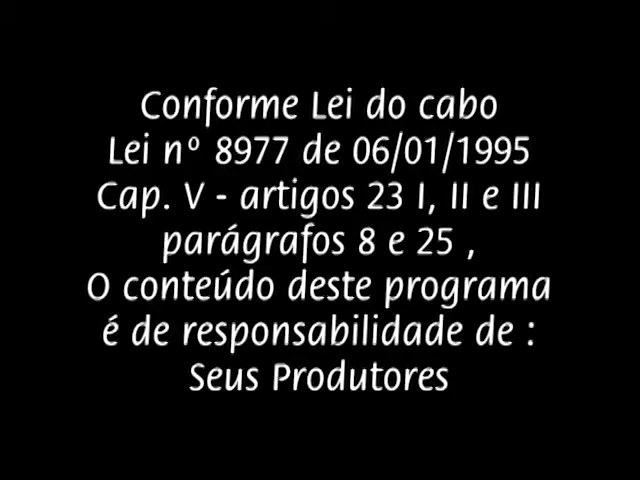 Conforme Lei do cabo
Lei nº 8977 de 06/01/1995
Cap. V - artigos 23 I, II e III
parágrafos 8 e 25 ,
O conteúdo deste programa
é de responsabilidade de :
Seus Produtores